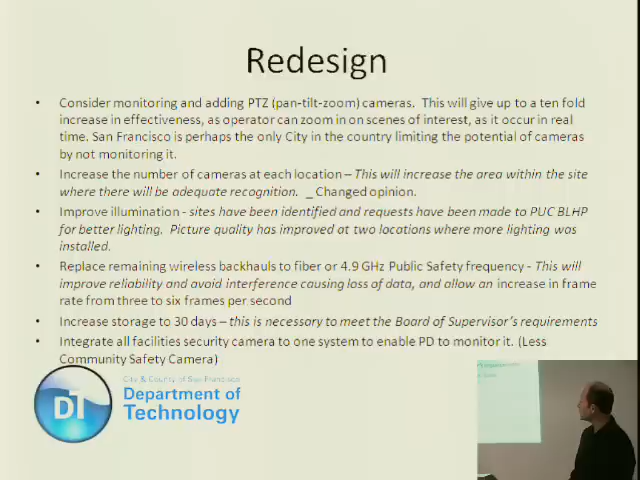 Redesign
• Consider monitoring and adding PTZ (pan-tilt-zoom) cameras. This will give up to a ten fold
increase in effectiveness, as operator can zoom in on scenes of interest, as it occur in real
time. San Francisco is perhaps the only City in the country limiting the potential of cameras
by not monitoring it.
• Increase the number of cameras at each location – This will increase the area within the site
where there will be adequate recognition. _ Changed opinion.
• Improve illumination - sites have been identified and requests have been made to PUC BLHP
for better lighting. Picture quality has improved at two locations where more lighting was
installed.
• Replace remaining wireless backhauls to fiber or 4.9 GHz Public Safety frequency - This will
improve reliability and avoid interference causing loss of data, and allow an increase in frame
rate from three to six frames per second
• Increase storage to 30 days – this is necessary to meet the Board of Supervisor's requirements
• Integrate all facilities security camera to one system to enable PD to monitor it. (Less
Community Safety Camera)
DT
City & County of San Francisco
Department of
Technology